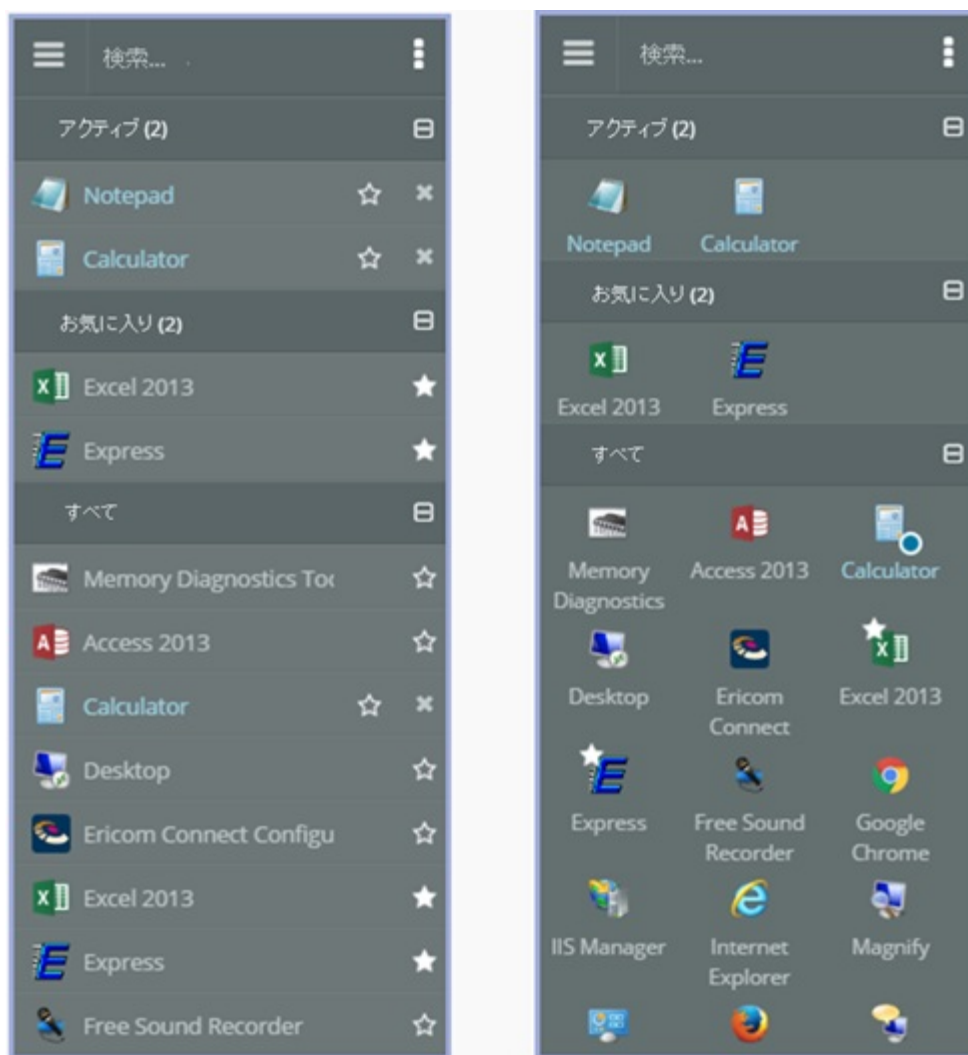 検索...
アクティブ (2)
Notepad
Calculator
お気に入り (2)
Excel 2013
Express
すべて
Memory Diagnostics Too
Access 2013
Calculator
Desktop
Ericom Connect Configu
Excel 2013
Express
Free Sound Recorder
検索...
アクティブ (2)
Notepad Calculator
お気に入り (2)
Excel 2013 Express
すべて
Memory Access 2013 Calculator
Diagnostics
Desktop Ericom Excel 2013
Connect
Express Free Sound Google
Recorder Chrome
IIS Manager Internet Magnify
Explorer